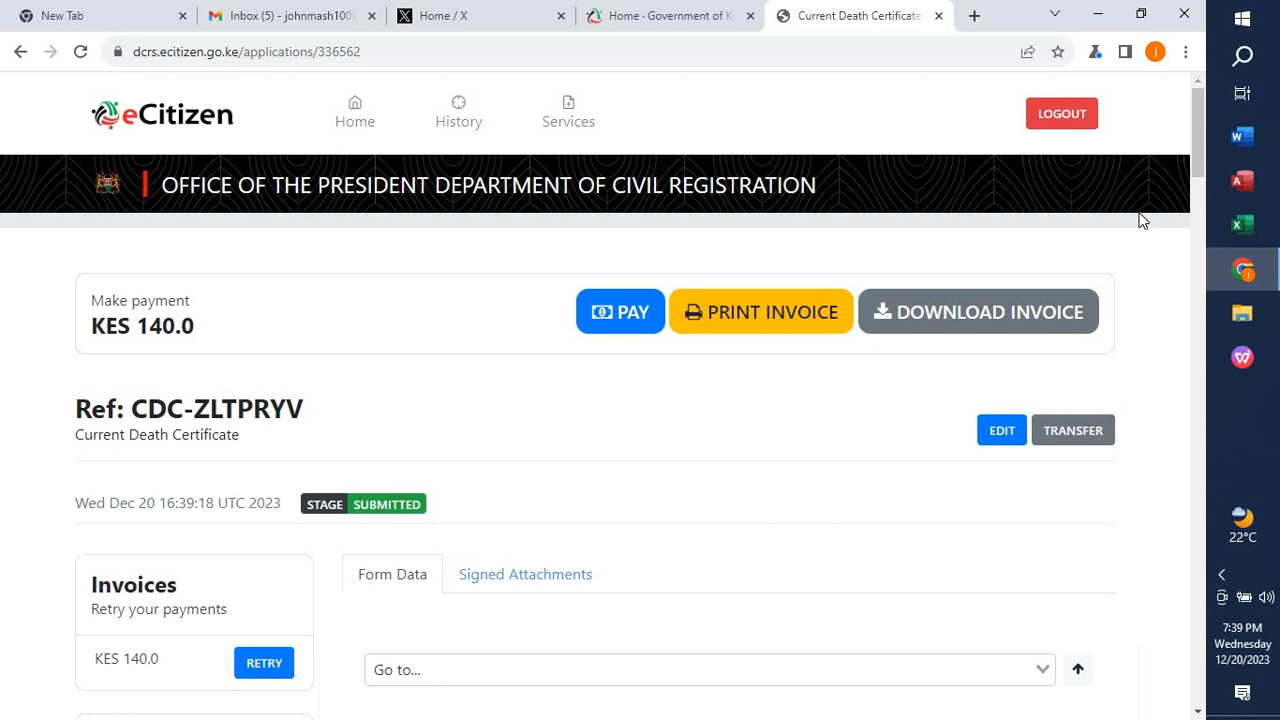 New Tab
Inbox (5) - johnmash100
Home / X
Home · Government of K
Current Death Certificate
dcrs.ecitizen.go.ke/applications/336562
j
eCitizen
Home
History
Services
LOGOUT
OFFICE OF THE PRESIDENT DEPARTMENT OF CIVIL REGISTRATION
Make payment
KES 140.0
PAY
PRINT INVOICE
DOWNLOAD INVOICE
Ref: CDC-ZLTPRYV
Current Death Certificate
EDIT
TRANSFER
Wed Dec 20 16:39:18 UTC 2023
STAGE SUBMITTED
Invoices
Retry your payments
KES 140.0
RETRY
Form Data
Signed Attachments
Go to...
22°C
7:39 PM
Wednesday
12/20/2023